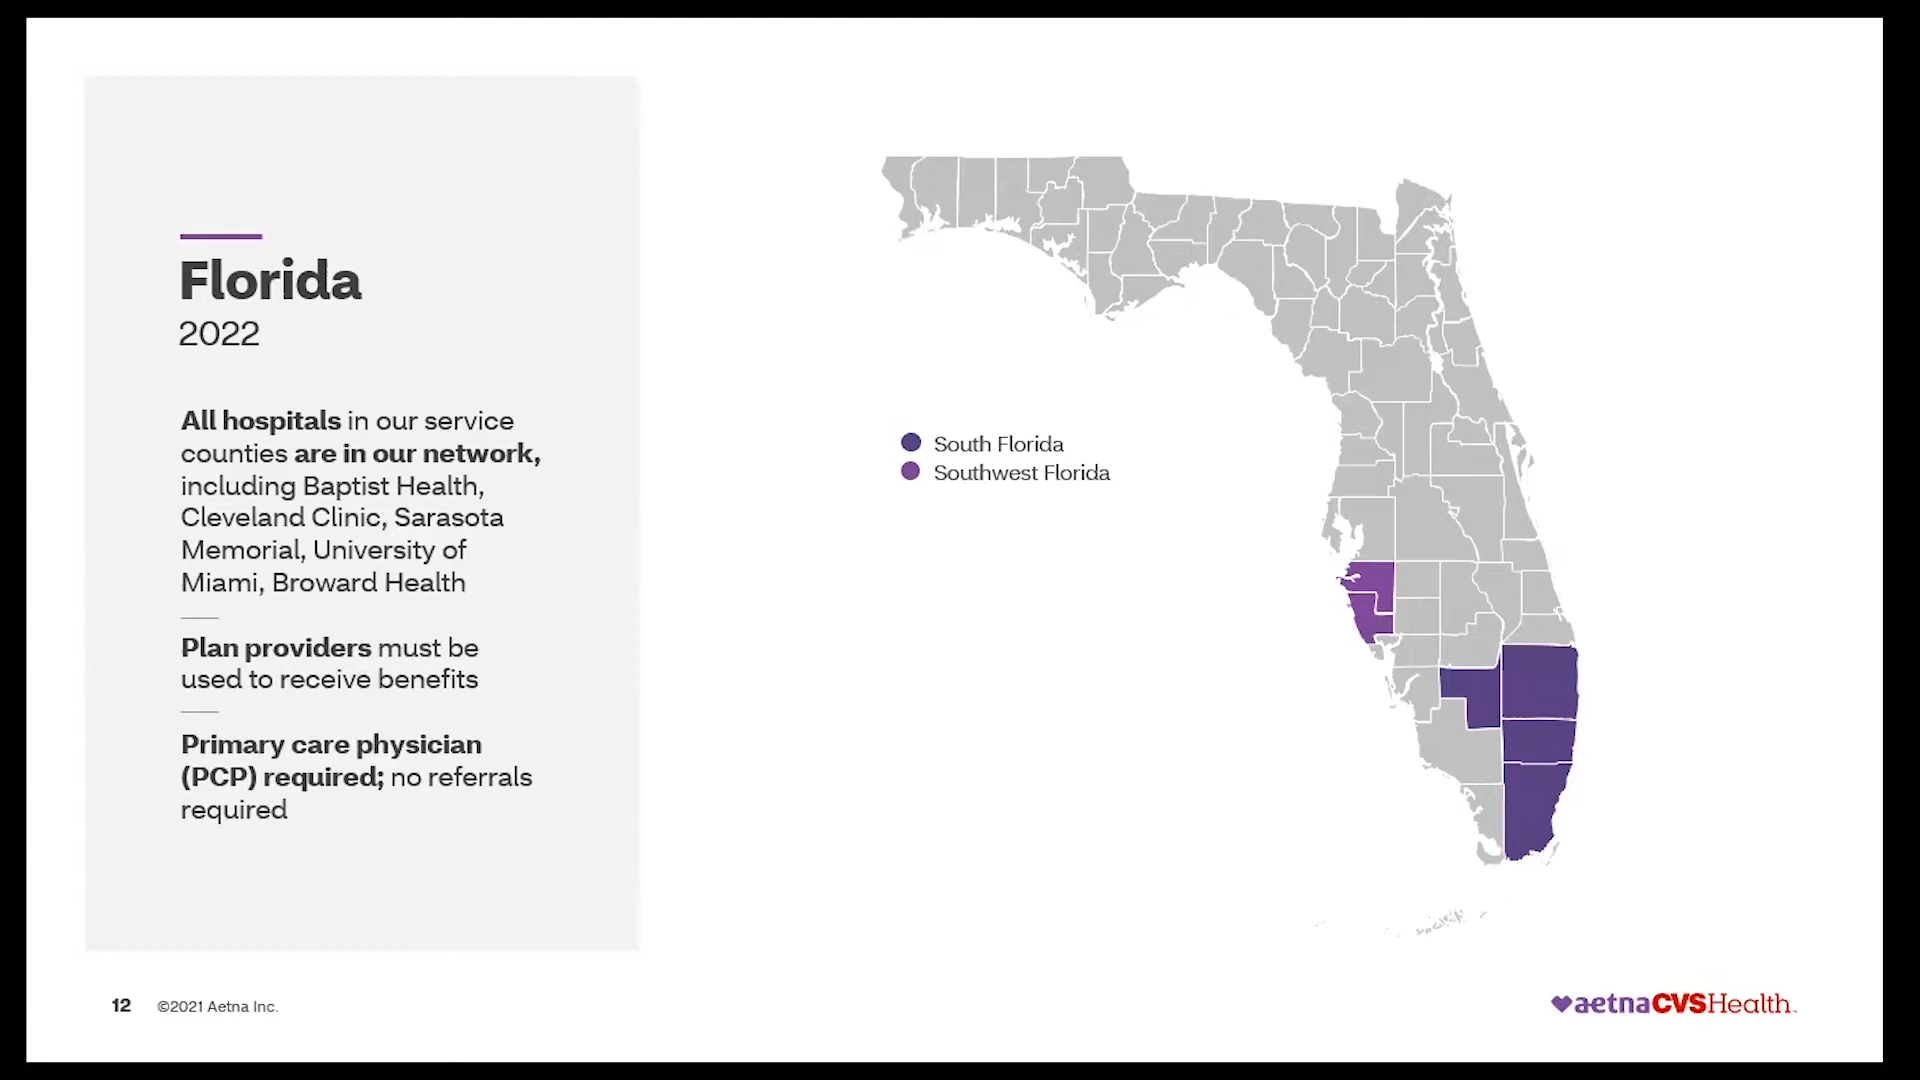 Florida
2022
All hospitals in our service
counties are in our network,
including Baptist Health,
Cleveland Clinic, Sarasota
Memorial, University of
Miami, Broward Health
Plan providers must be
used to receive benefits
Primary care physician
(PCP) required; no referrals
required
South Florida
Southwest Florida
12 ©2021 Aetna Inc.
aetna CVSHealth.